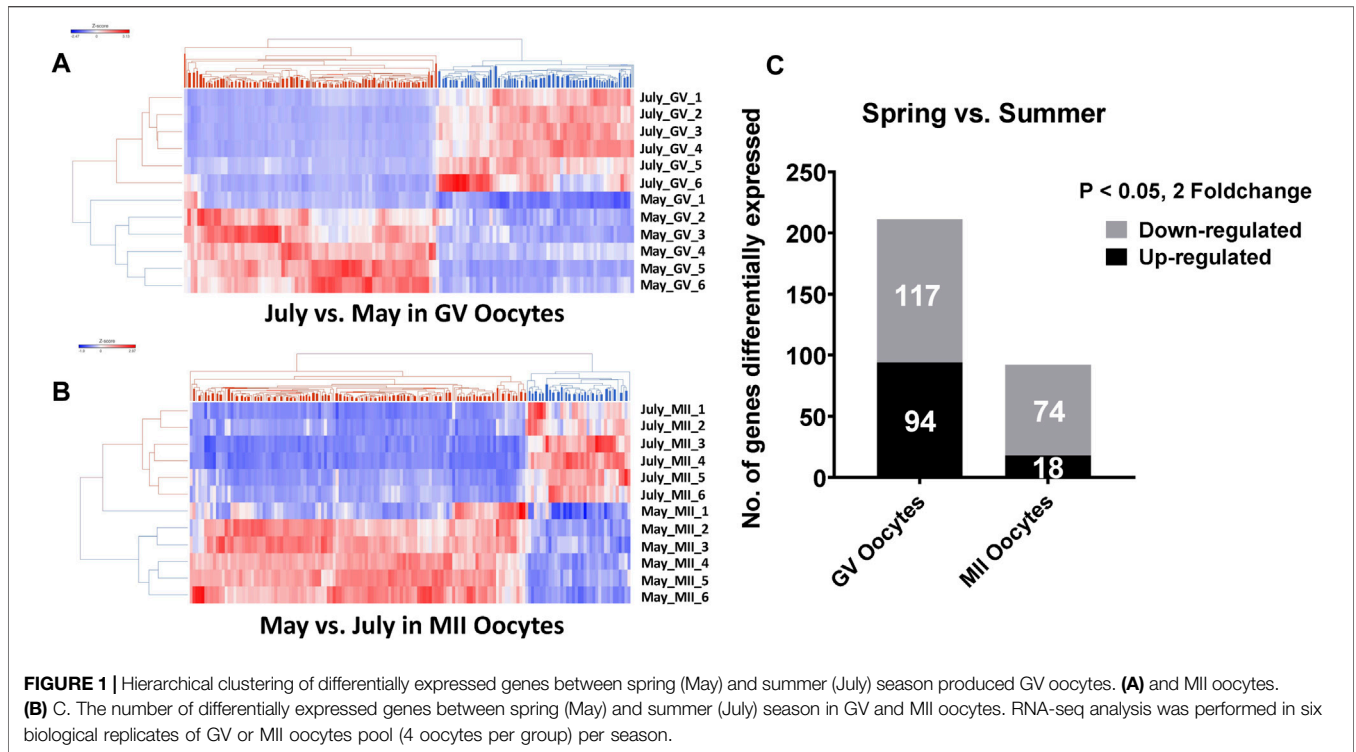 Z-score
0
A
July_GV_1
July_GV_2
July_GV_3
July_GV_4
July_GV_5
July_GV_6
May_GV_1
May_GV_2
May_GV_3
May_GV_4
May_GV_5
May_GV_6
July vs. May in GV Oocytes
Z-score
0
B
July_MII_1
July_MII_2
July_MII_3
July_MII_4
July_MII_5
July_MII_6
May_MII_1
May_MII_2
May_MII_3
May_MII_4
May_MII_5
May_MII_6
May vs. July in MII Oocytes
C
Spring vs. Summer
No. of genes differentially expressed
250
200
150
100
50
0
117
94
74
18
GV Oocytes
MII Oocytes
P < 0.05, 2 Foldchange
Down-regulated
Up-regulated
FIGURE 1 | Hierarchical clustering of differentially expressed genes between spring (May) and summer (July) season produced GV oocytes. (A) and MII oocytes.
(B) C. The number of differentially expressed genes between spring (May) and summer (July) season in GV and MII oocytes. RNA-seq analysis was performed in six
biological replicates of GV or MII oocytes pool (4 oocytes per group) per season.